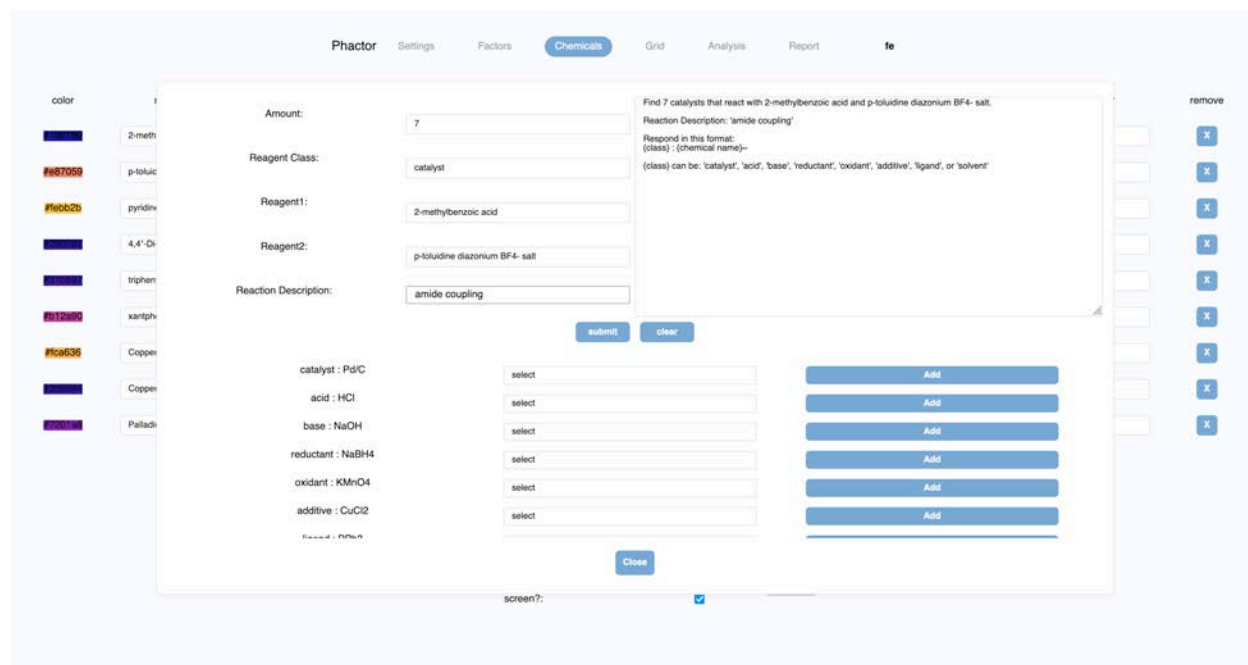 Phactor Settings Factors Chemicals Grid Analysis Report fe
color
remove
2-meth
X
#e87059 p-toluic
X
#febb2b pyridine
X
4,4'-Di-
X
triphen
X
#b12a90 xantpho
X
#fca636 Copper
X
Copper
X
#7201a8 Palladi
X
Amount: 7
Reagent Class: catalyst
Reagent1: 2-methylbenzoic acid
Reagent2: p-toluidine diazonium BF4- salt
Reaction Description: amide coupling
Find 7 catalysts that react with 2-methylbenzoic acid and p-toluidine diazonium BF4- salt.
Reaction Description: 'amide coupling'
Respond in this format:
{class} : {chemical name}~
{class} can be: 'catalyst', 'acid', 'base', 'reductant', 'oxidant', 'additive', 'ligand', or 'solvent'
submit clear
catalyst : Pd/C select Add
acid : HCl select Add
base : NaOH select Add
reductant : NaBH4 select Add
oxidant : KMnO4 select Add
additive : CuCl2 select Add
Close
screen?: